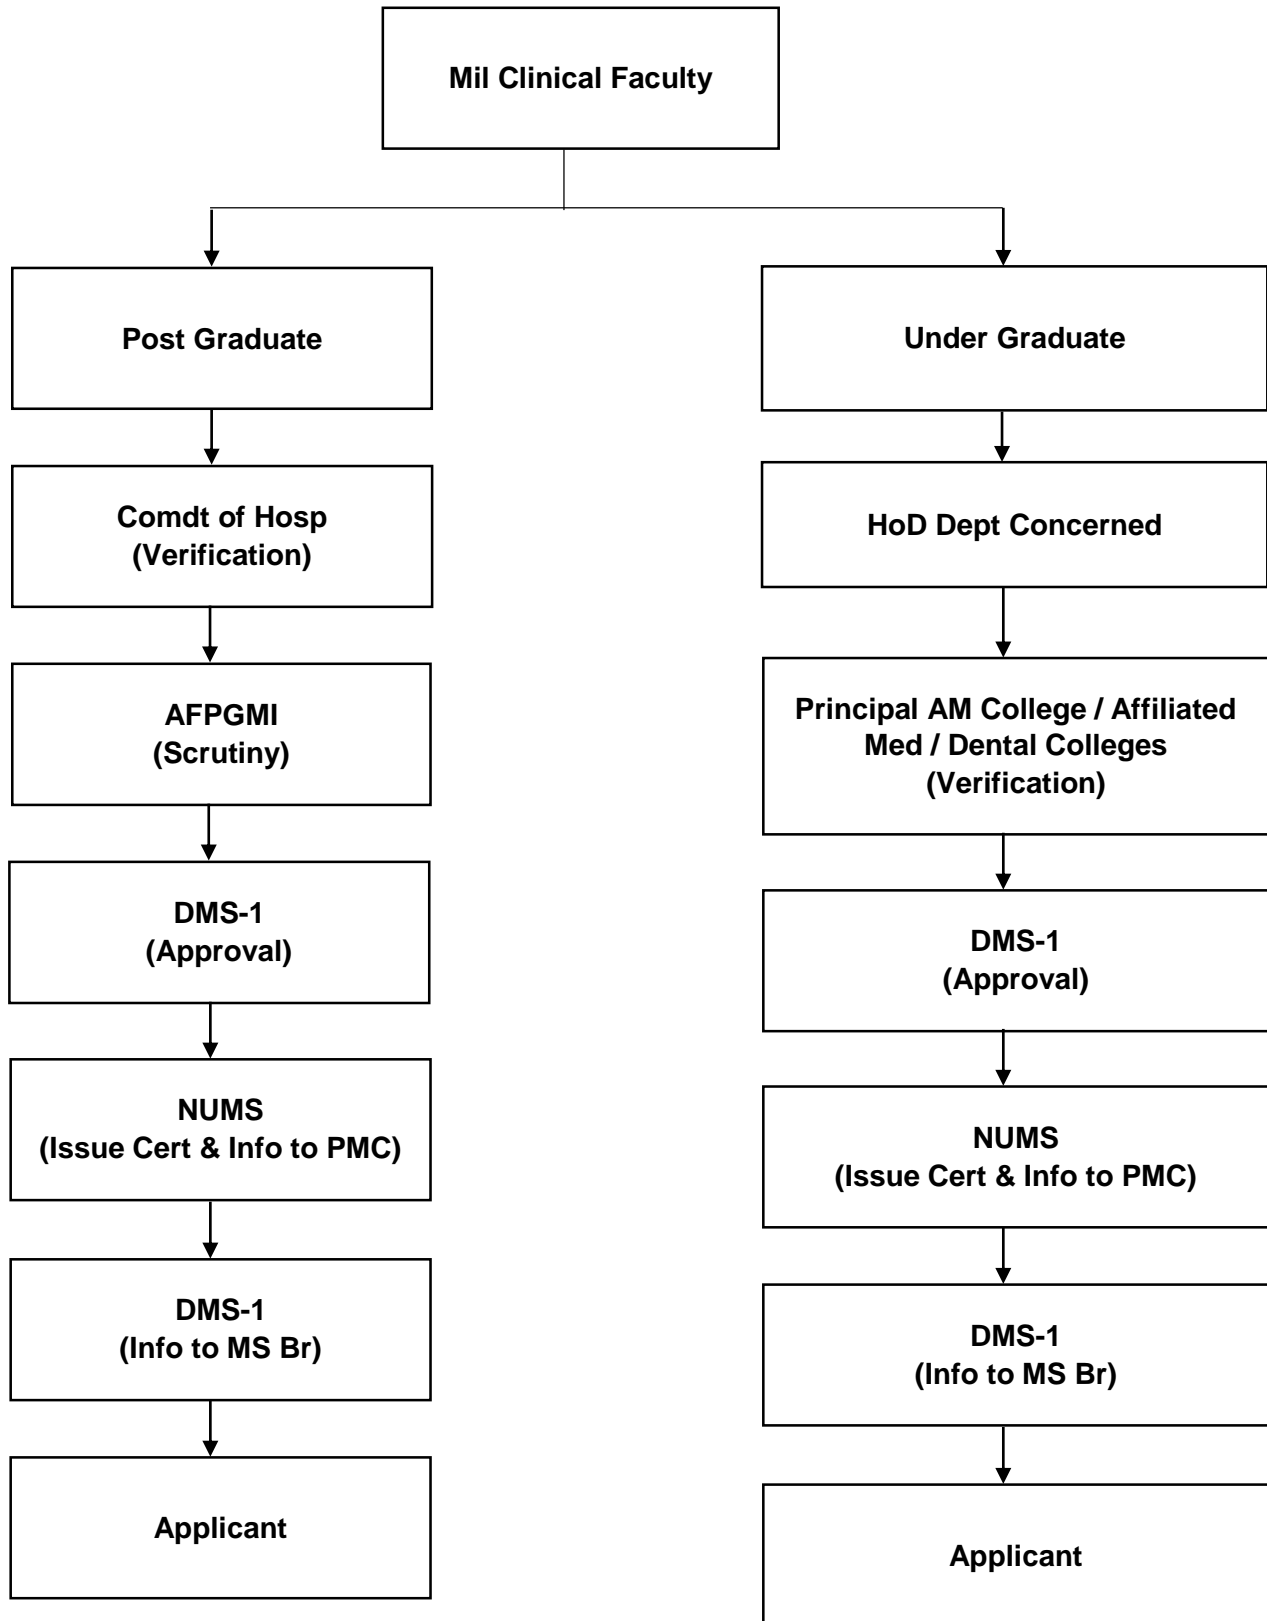 Mil Clinical Faculty
Post Graduate
Comdt of Hosp
(Verification)
AFPGMI
(Scrutiny)
DMS-1
(Approval)
NUMS
(Issue Cert & Info to PMC)
DMS-1
(Info to MS Br)
Applicant
Under Graduate
HoD Dept Concerned
Principal AM College / Affiliated
Med / Dental Colleges
(Verification)
DMS-1
(Approval)
NUMS
(Issue Cert & Info to PMC)
DMS-1
(Info to MS Br)
Applicant